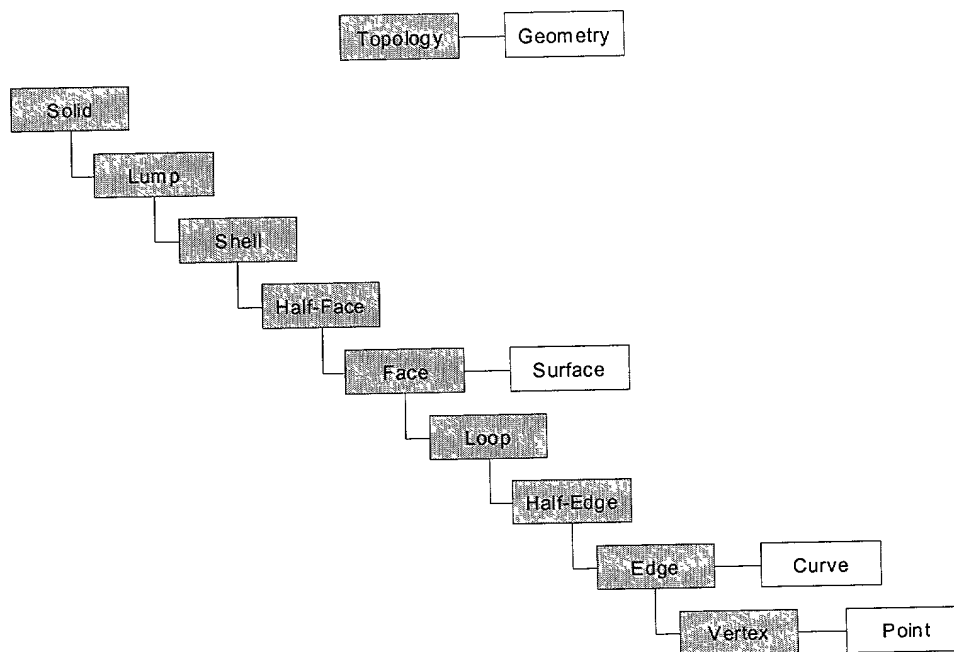 Topology Geometry
Solid
Lump
Shell
Half-Face
Face Surface
Loop
Half-Edge
Edge Curve
Vertex Point